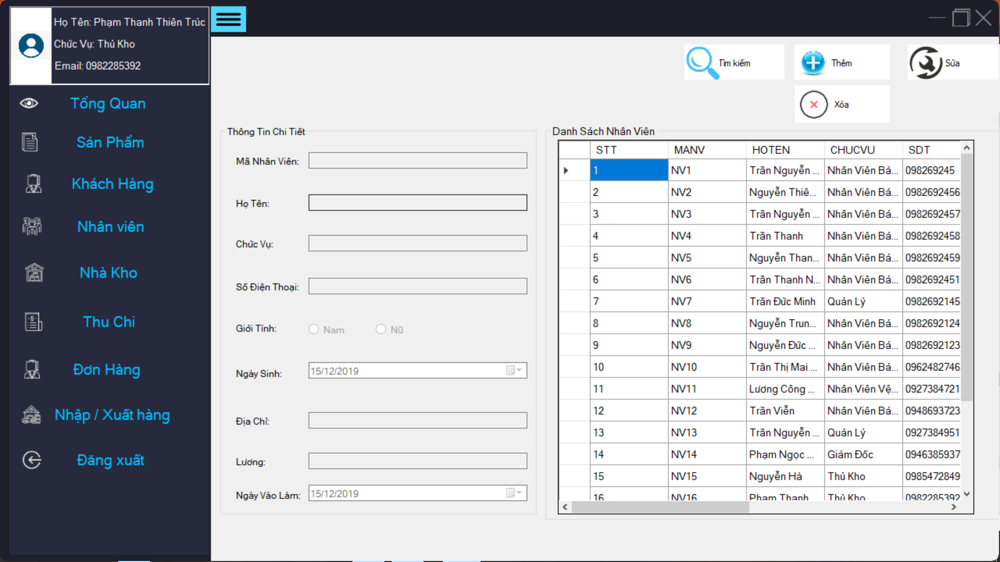 Họ Tên: Phạm Thanh Thiên Trúc
Chức Vụ: Thủ Kho
Email: 0982285392
Tổng Quan
Sản Phẩm
Khách Hàng
Nhân viên
Nhà Kho
Thu Chi
Đơn Hàng
Nhập / Xuất hàng
Đăng xuất
Tìm kiếm
Thêm
Sửa
Xóa
Thông Tin Chi Tiết
Mã Nhân Viên:
Họ Tên:
Chức Vụ:
Số Điện Thoại:
Giới Tính: Nam Nữ
Ngày Sinh: 15/12/2019
Địa Chỉ:
Lương:
Ngày Vào Làm: 15/12/2019
Danh Sách Nhân Viên
STT MANV HOTEN CHUCVU SDT
1 NV1 Trần Nguyễn ... Nhân Viên Bá... 098269245
2 NV2 Nguyễn Thiê... Nhân Viên Bá... 0982692456
3 NV3 Trần Nguyễn ... Nhân Viên Bá... 0982692457
4 NV4 Trần Thanh Nhân Viên Bá... 0982692458
5 NV5 Nguyễn Than... Nhân Viên Bá... 0982692459
6 NV6 Trần Thanh N... Nhân Viên Bá... 0982692451
7 NV7 Trần Đức Minh Quản Lý 0982692145
8 NV8 Nguyễn Trun... Nhân Viên Bá... 0982692124
9 NV9 Nguyễn Đức ... Nhân Viên Bá... 0982692123
10 NV10 Trần Thị Mai ... Nhân Viên Bá... 0962482746
11 NV11 Lương Công ... Nhân Viên Vệ... 0927384721
12 NV12 Trần Viễn Nhân Viên Bá... 0948693723
13 NV13 Trần Nguyễn ... Quản Lý 0927384951
14 NV14 Phạm Ngọc ... Giám Đốc 0946385937
15 NV15 Nguyễn Hà Thủ Kho 0985472849
16 NV16 Phạm Thanh Thủ Kho 0982285392